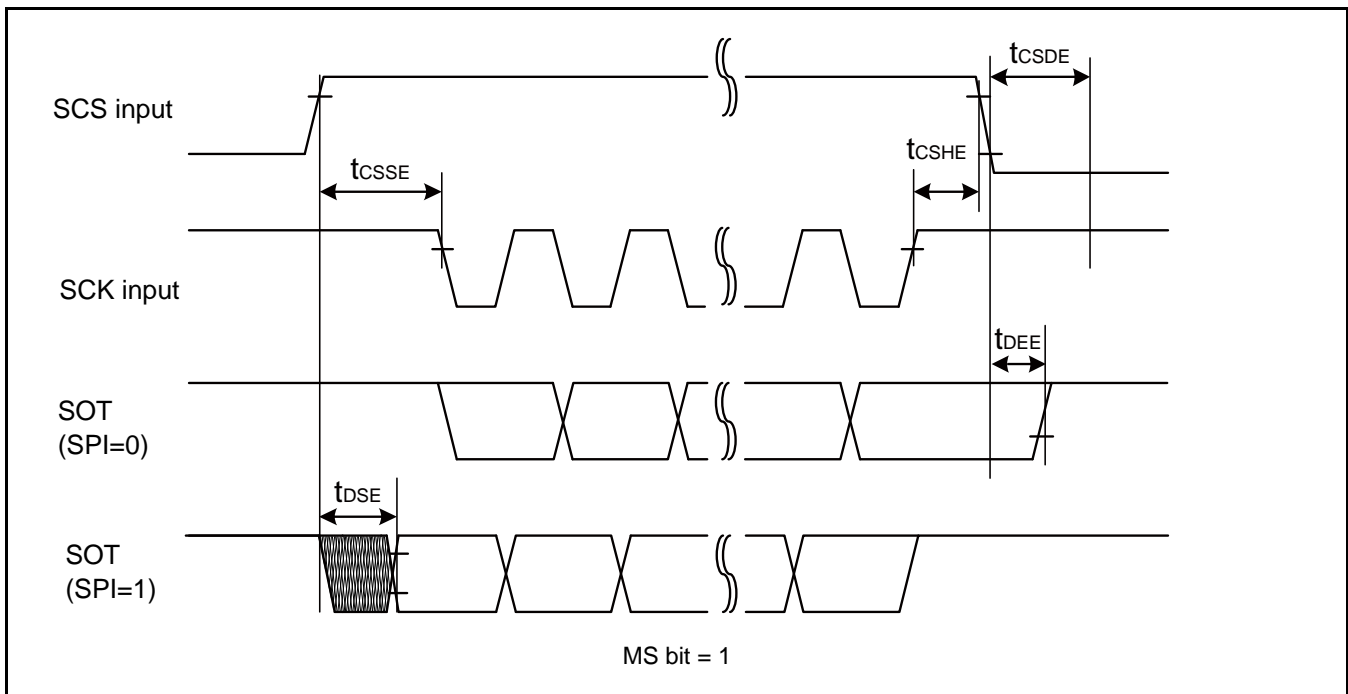 tCSDE
SCS input
tCSHE
tCSSE
SCK input
tDEE
SOT
(SPI=0)
tDSE
SOT
(SPI=1)
MS bit = 1